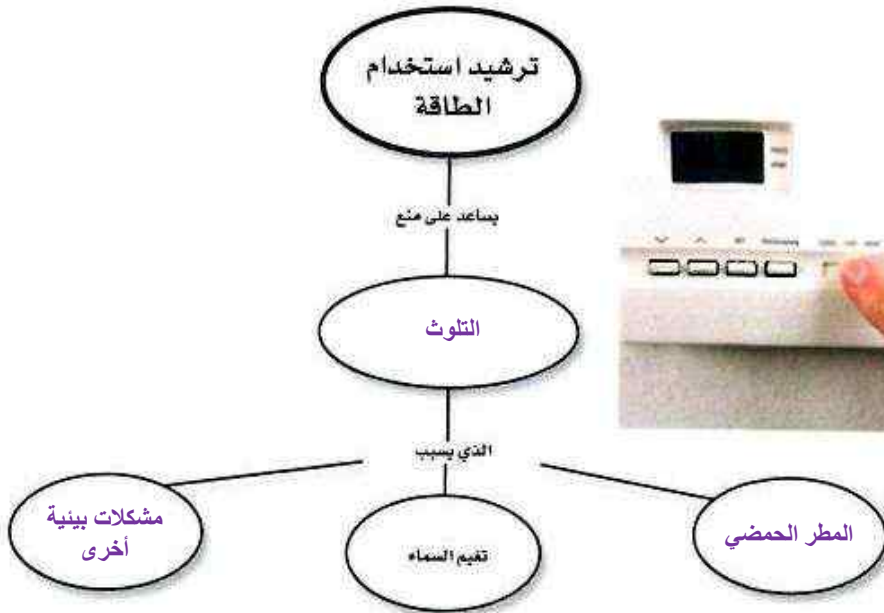 ترشيد استخدام
الطاقة
يساعد على منع
التلوث
الذي يسبب
المطر الحمضي
تغيم السماء
مشكلات بيئية
أخرى